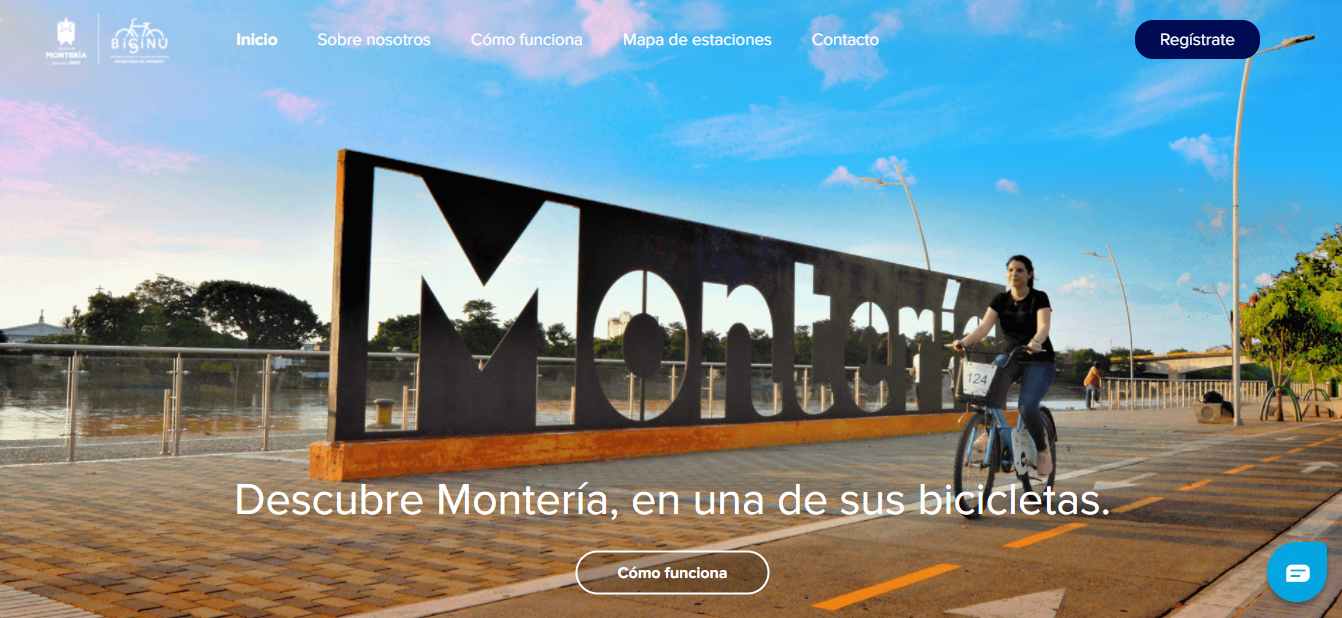 MONTERÍA
BISINÚ
Inicio
Sobre nosotros
Cómo funciona
Mapa de estaciones
Contacto
Regístrate
Montería
124
Descubre Montería, en una de sus bicicletas.
Cómo funciona